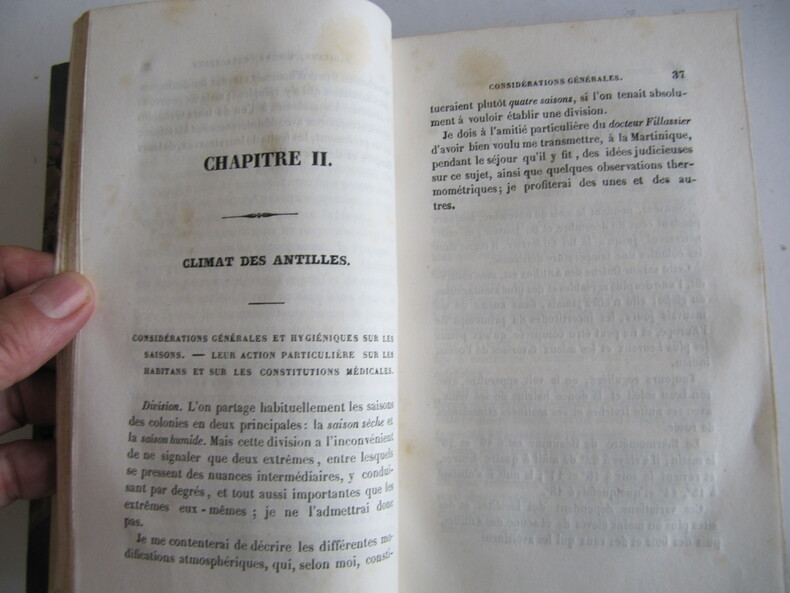 CHAPITRE II.
CLIMAT DES ANTILLES.
CONSIDÉRATIONS GÉNÉRALES ET HYGIÉNIQUES SUR LES
SAISONS. — LEUR ACTION PARTICULIÈRE SUR LES
HABITANS ET SUR LES CONSTITUTIONS MÉDICALES.
Division. L'on partage habituellement les saisons
des colonies en deux principales : la saison sèche et
la saison humide. Mais cette division a l'inconvénient
de ne signaler que deux extrêmes, entre lesquels
se pressent des nuances intermédiaires, y condui-
sant par degrés, et tout aussi importantes que les
extrêmes eux-mêmes ; je ne l'admettrai donc
pas.
Je me contenterai de décrire les différentes mo-
difications atmosphériques, qui, selon moi, consti-
CONSIDÉRATIONS GÉNÉRALES. 37
tueraient plutôt quatre saisons, si l'on tenait absolu-
ment à vouloir établir une division.
Je dois à l'amitié particulière du docteur Fillassier
d'avoir bien voulu me transmettre, à la Martinique,
pendant le séjour qu'il y fit, des idées judicieuses
sur ce sujet, ainsi que quelques observations ther-
mométriques; je profiterai des unes et des au-
tres.